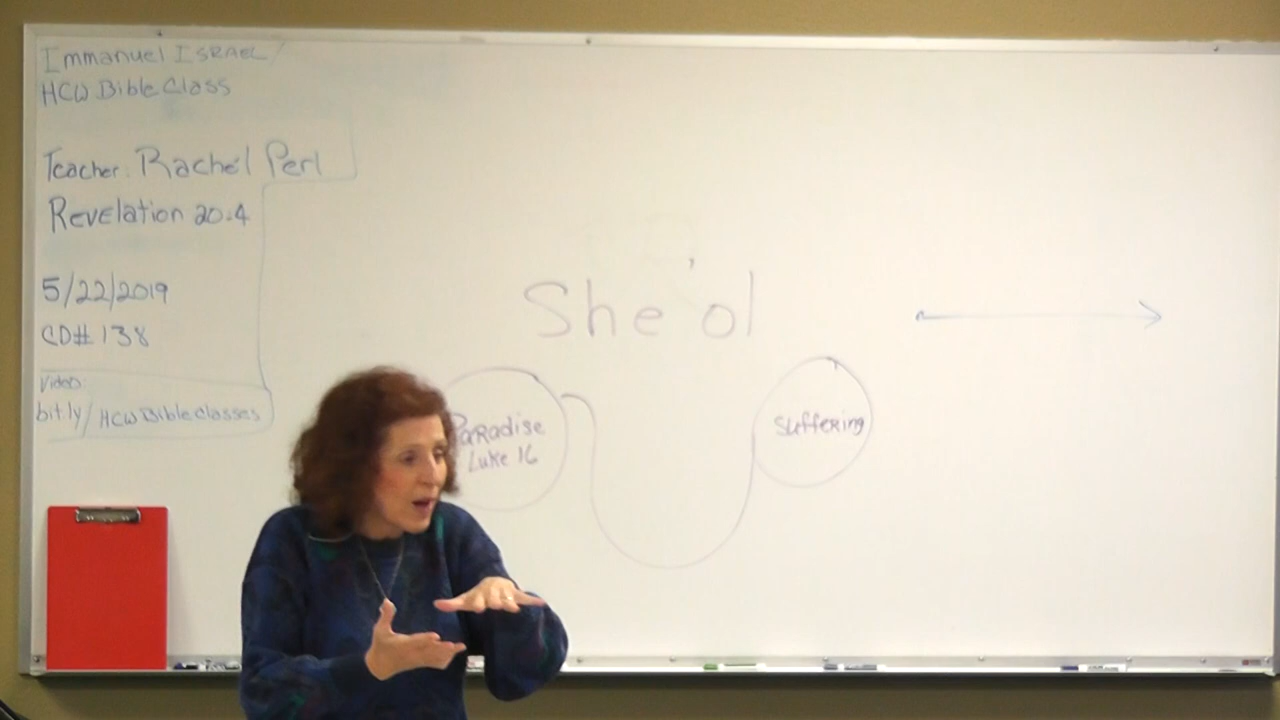 Immanuel ISRAEL/
HCW Bible Class
Teacher: Rachel Perl
Revelation 20:4
5/22/2019
CD# 138
Video:
bit.ly/HCWBibleClasses
She'ol
Paradise
Luke 16
Suffering